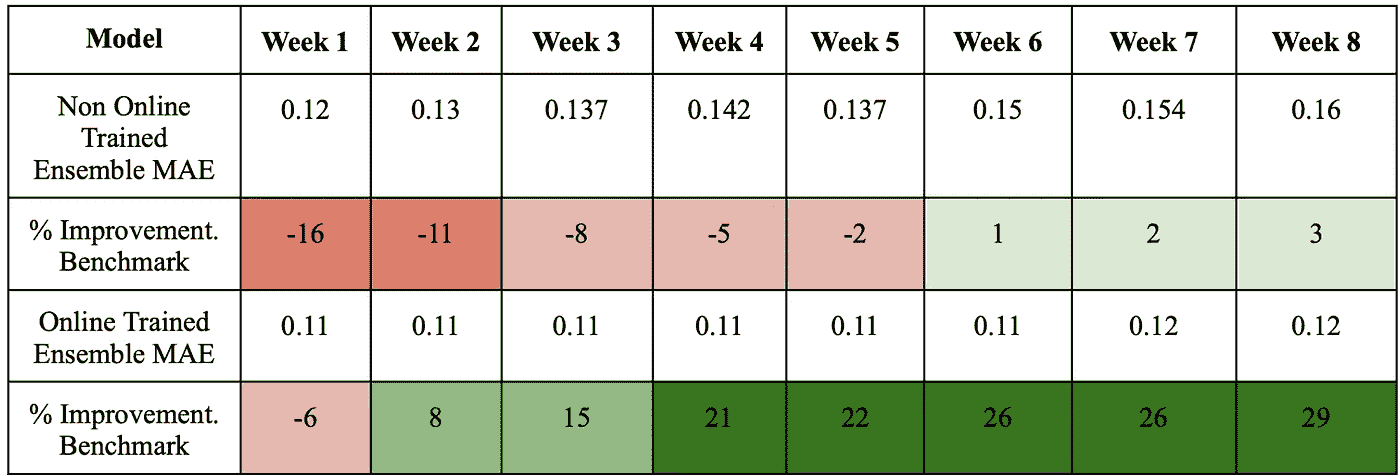 Model Week 1 Week 2 Week 3 Week 4 Week 5 Week 6 Week 7 Week 8
Non Online
Trained
Ensemble MAE
0.12 0.13 0.137 0.142 0.137 0.15 0.154 0.16
% Improvement.
Benchmark
-16 -11 -8 -5 -2 1 2 3
Online Trained
Ensemble MAE
0.11 0.11 0.11 0.11 0.11 0.11 0.12 0.12
% Improvement.
Benchmark
-6 8 15 21 22 26 26 29